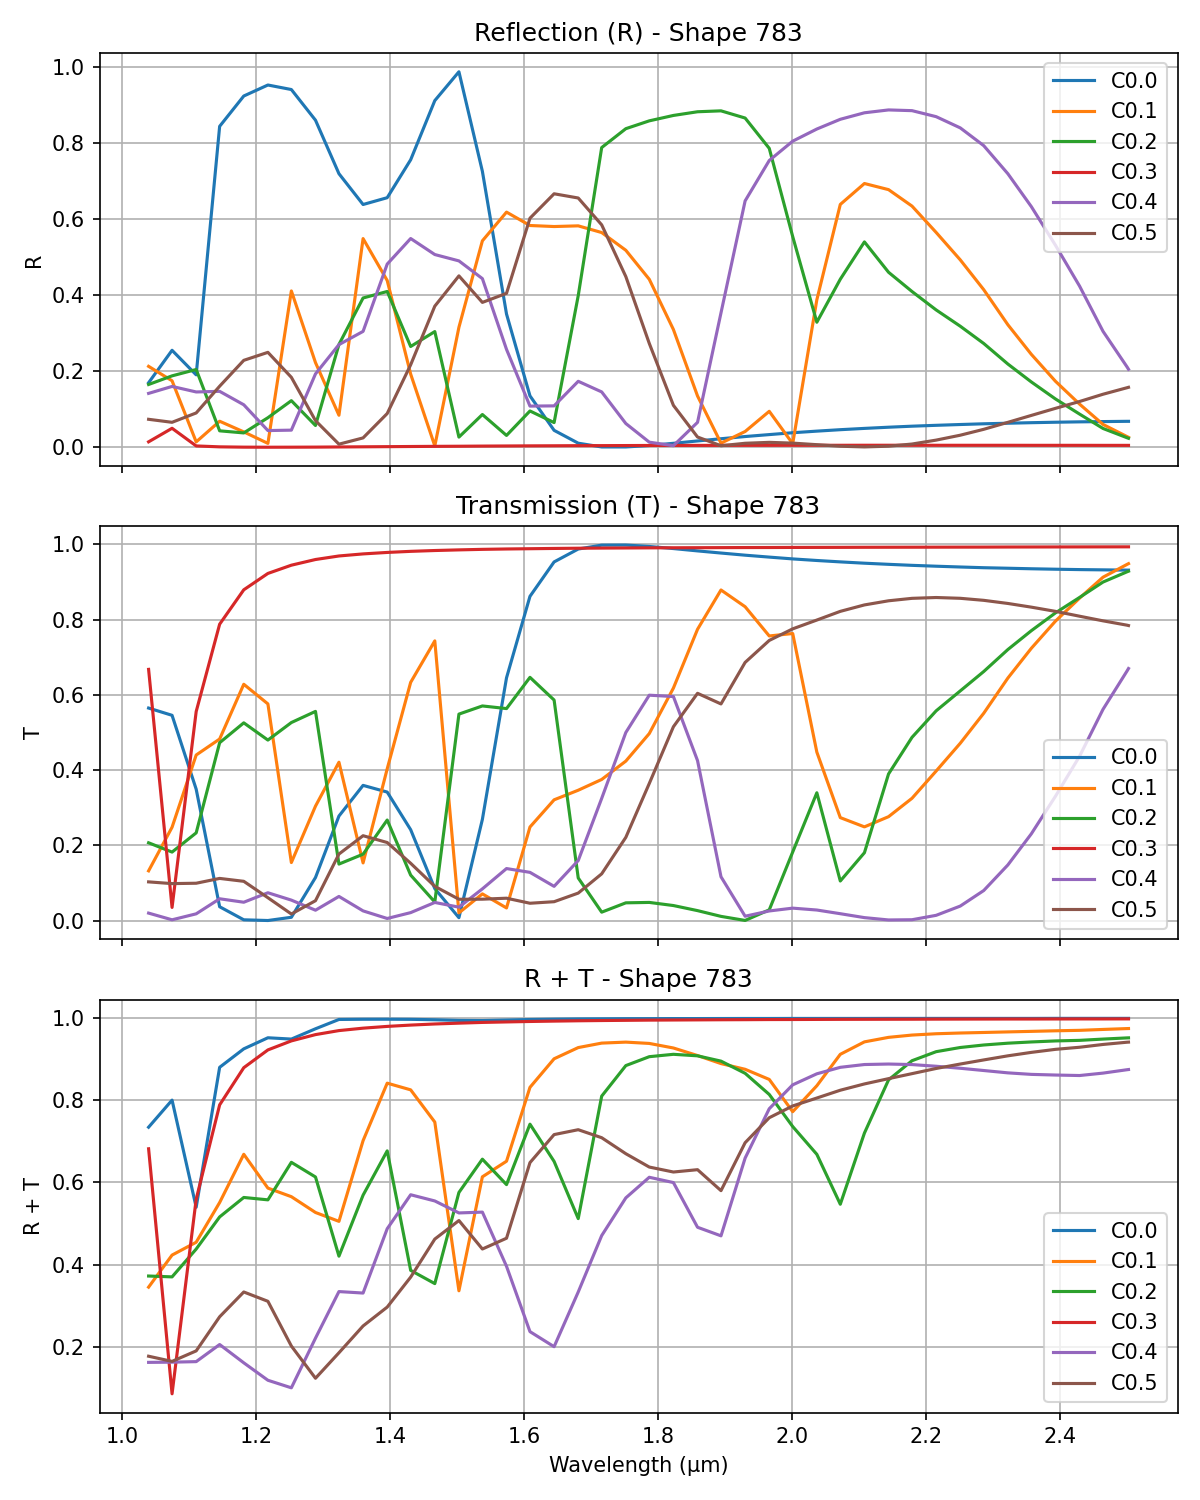 Reflection (R) - Shape 783
1.0
0.8
0.6
0.4
0.2
0.0
R
C0.0
C0.1
C0.2
C0.3
C0.4
C0.5
Transmission (T) - Shape 783
1.0
0.8
0.6
0.4
0.2
0.0
T
C0.0
C0.1
C0.2
C0.3
C0.4
C0.5
R + T - Shape 783
1.0
0.8
0.6
0.4
0.2
R + T
C0.0
C0.1
C0.2
C0.3
C0.4
C0.5
1.0 1.2 1.4 1.6 1.8 2.0 2.2 2.4
Wavelength (μm)